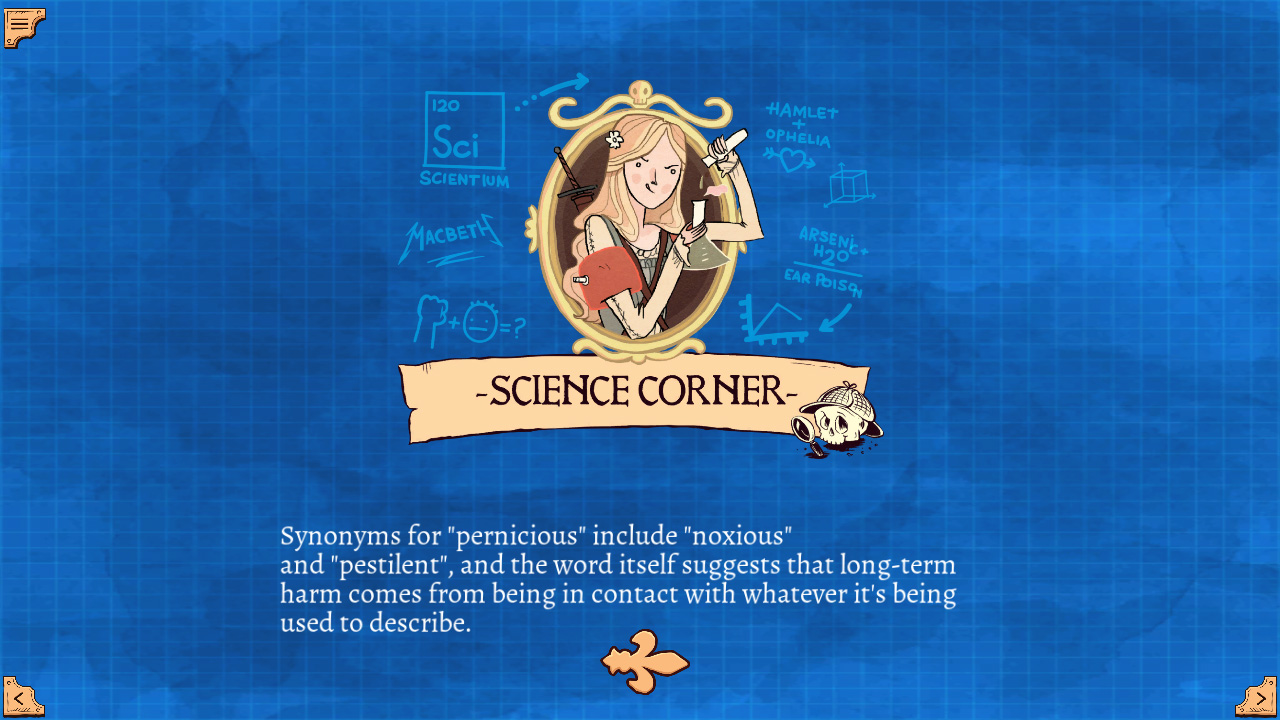 120
Sci
SCIENTIUM
HAMLET
+
OPHELIA
MACBETH
ARSENIC+
H2O
EAR POISON
+ =?
-SCIENCE CORNER-
Synonyms for "pernicious" include "noxious"
and "pestilent", and the word itself suggests that long-term
harm comes from being in contact with whatever it's being
used to describe.
< >